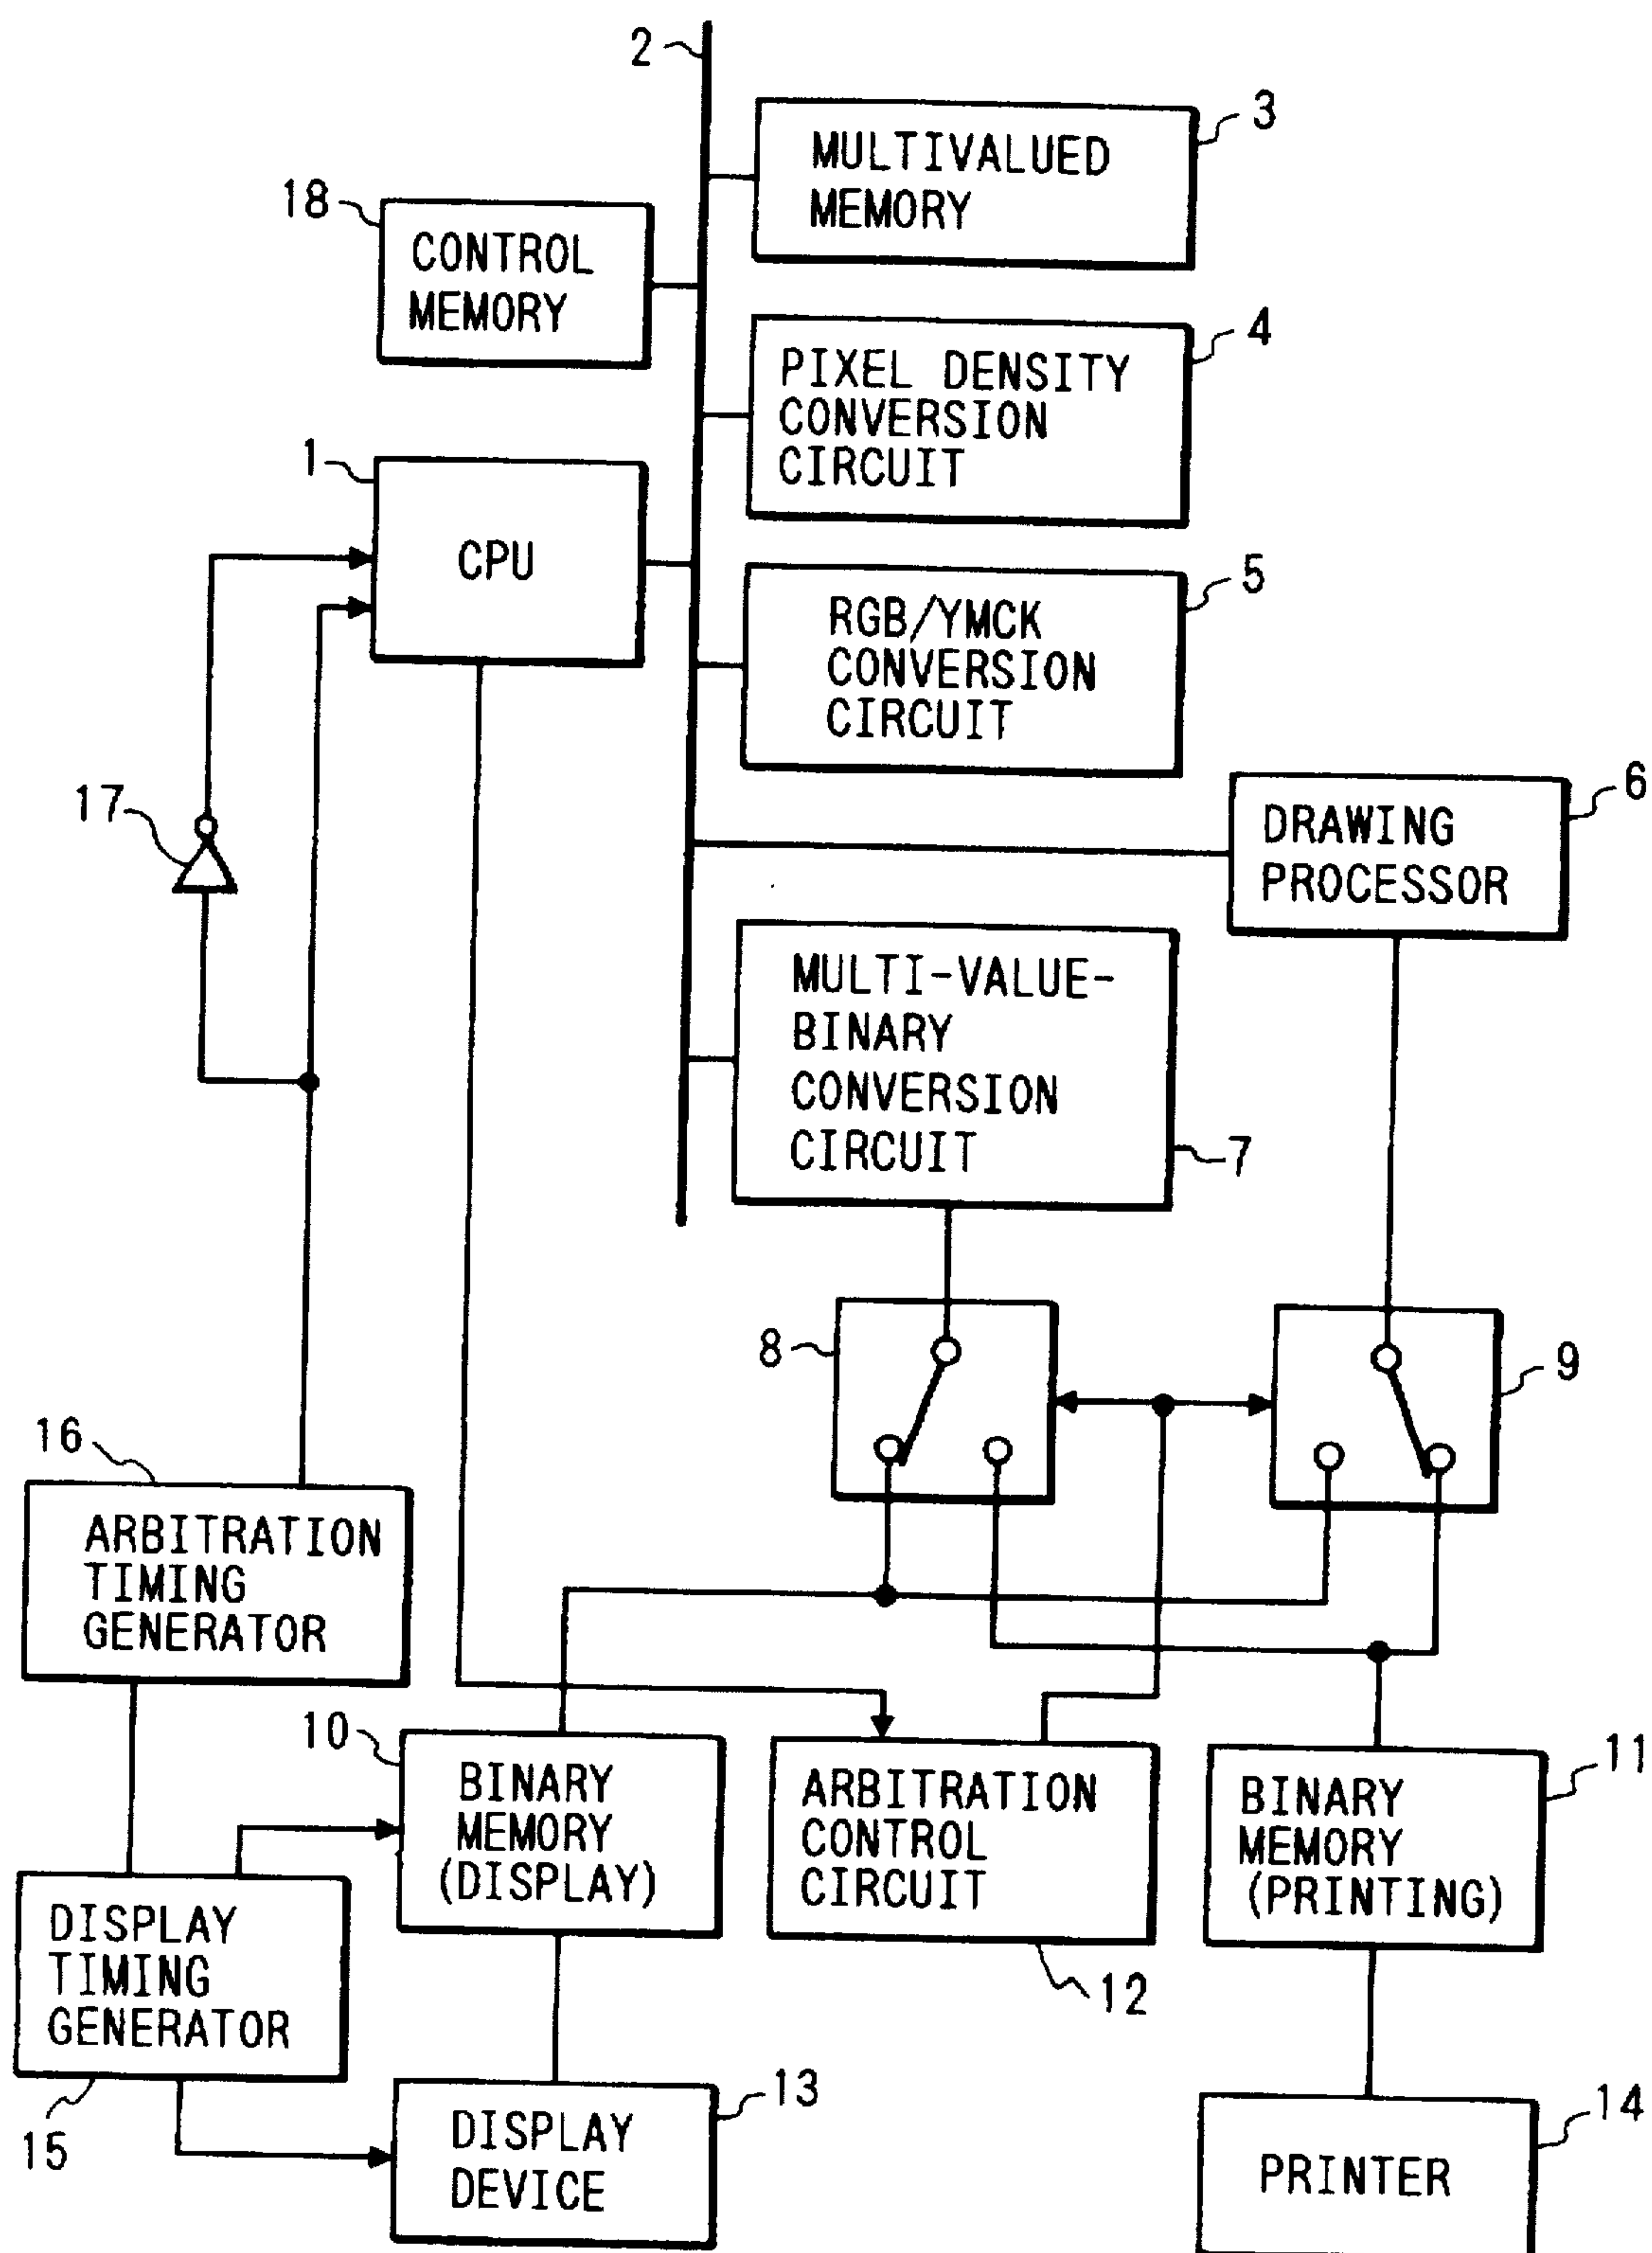 2
3
MULTIVALUED
MEMORY
18
CONTROL
MEMORY
4
PIXEL DENSITY
CONVERSION
CIRCUIT
1
CPU
5
RGB/YMCK
CONVERSION
CIRCUIT
17
6
DRAWING
PROCESSOR
MULTI-VALUE-
BINARY
CONVERSION
CIRCUIT
7
8
9
16
ARBITRATION
TIMING
GENERATOR
10
BINARY
MEMORY
(DISPLAY)
ARBITRATION
CONTROL
CIRCUIT
12
11
BINARY
MEMORY
(PRINTING)
DISPLAY
TIMING
GENERATOR
15
13
DISPLAY
DEVICE
14
PRINTER